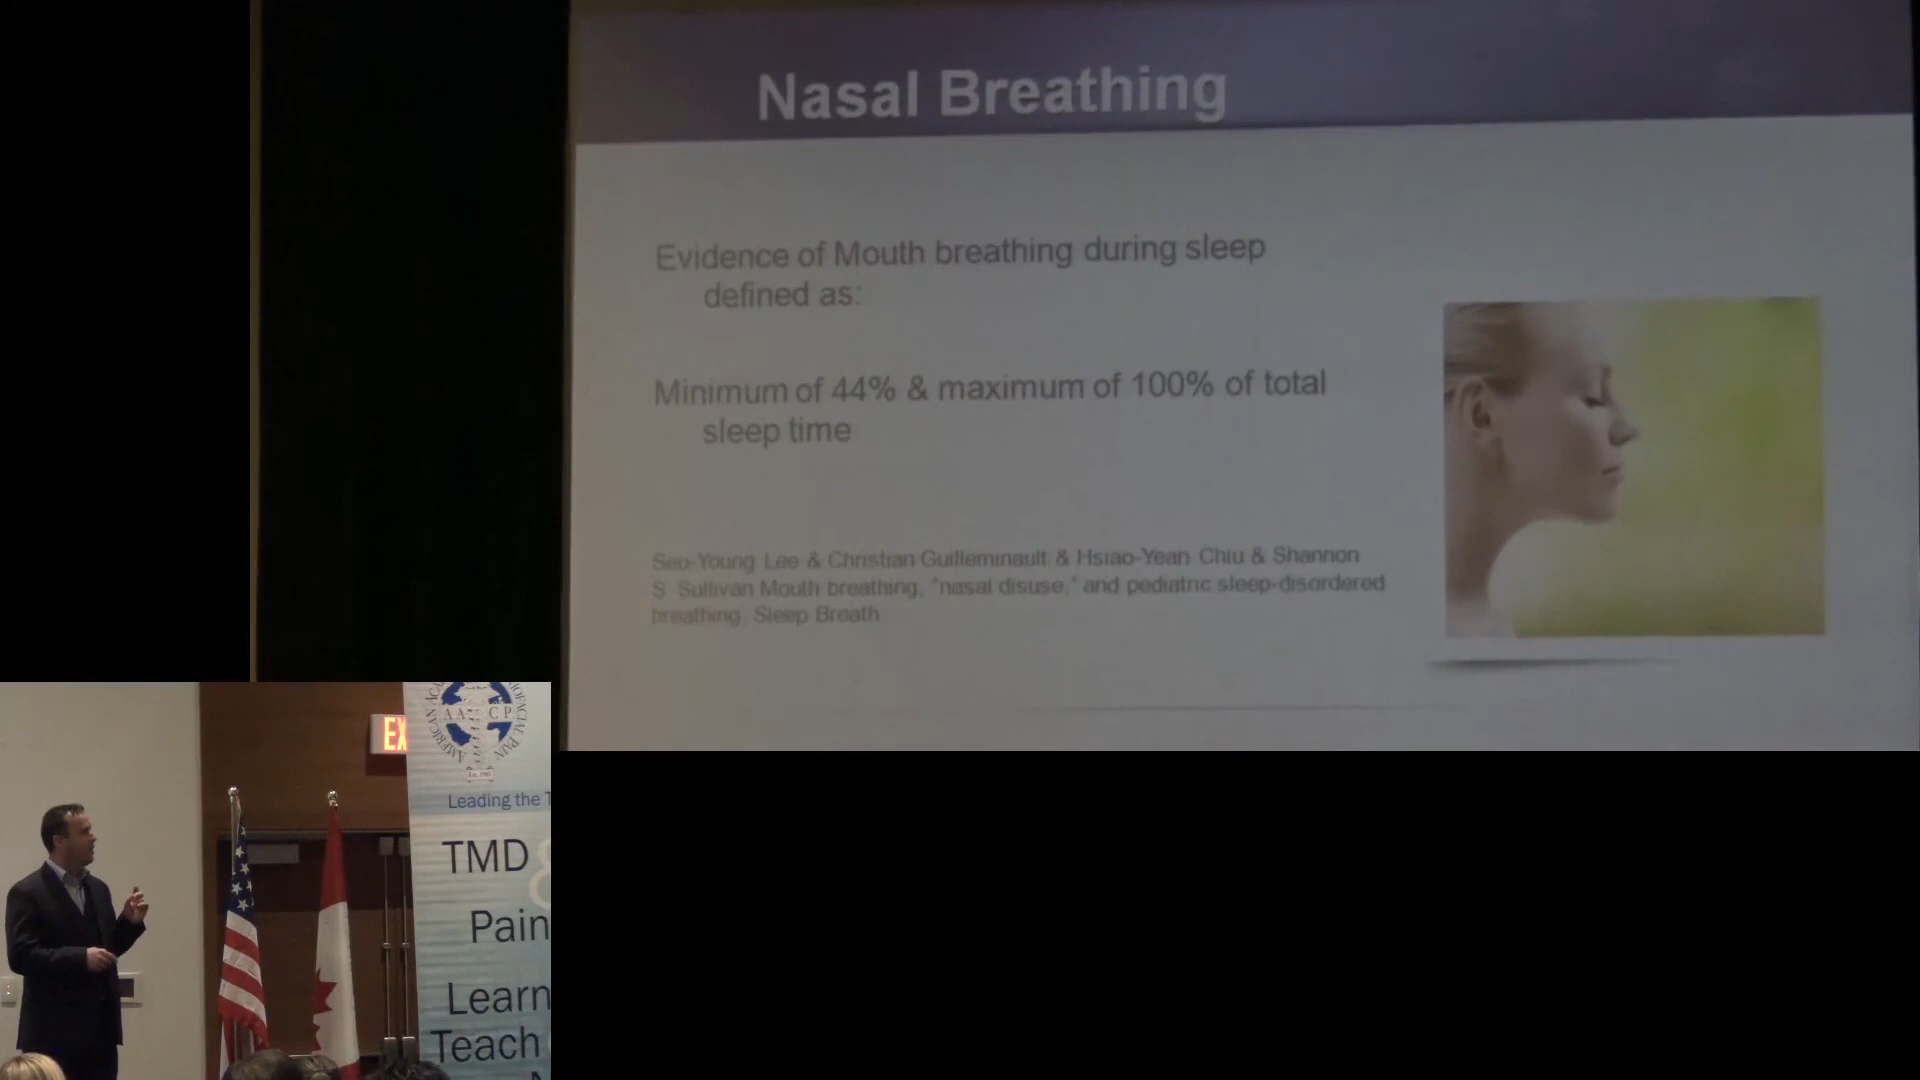 Nasal Breathing
Evidence of Mouth breathing during sleep
defined as:
Minimum of 44% & maximum of 100% of total
sleep time
Seo-Young Lee & Christian Guilleminault & Hsiao-Yean Chiu & Shannon
S. Sullivan Mouth breathing, "nasal disuse," and pediatric sleep-disordered
breathing. Sleep Breath
EX
AMERICAN
PAIN
Leading the T
TMD &
Pain
Learn
Teach